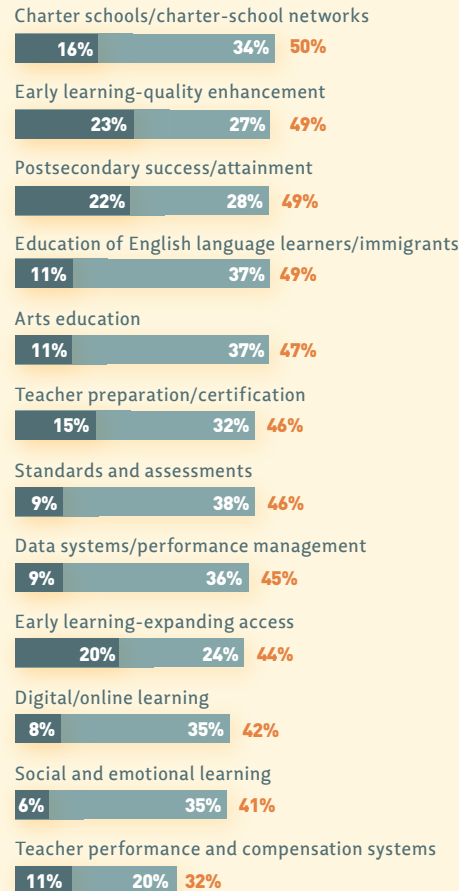 Charter schools/charter-school networks
16% 34% 50%
Early learning-quality enhancement
23% 27% 49%
Postsecondary success/attainment
22% 28% 49%
Education of English language learners/immigrants
11% 37% 49%
Arts education
11% 37% 47%
Teacher preparation/certification
15% 32% 46%
Standards and assessments
9% 38% 46%
Data systems/performance management
9% 36% 45%
Early learning-expanding access
20% 24% 44%
Digital/online learning
8% 35% 42%
Social and emotional learning
6% 35% 41%
Teacher performance and compensation systems
11% 20% 32%